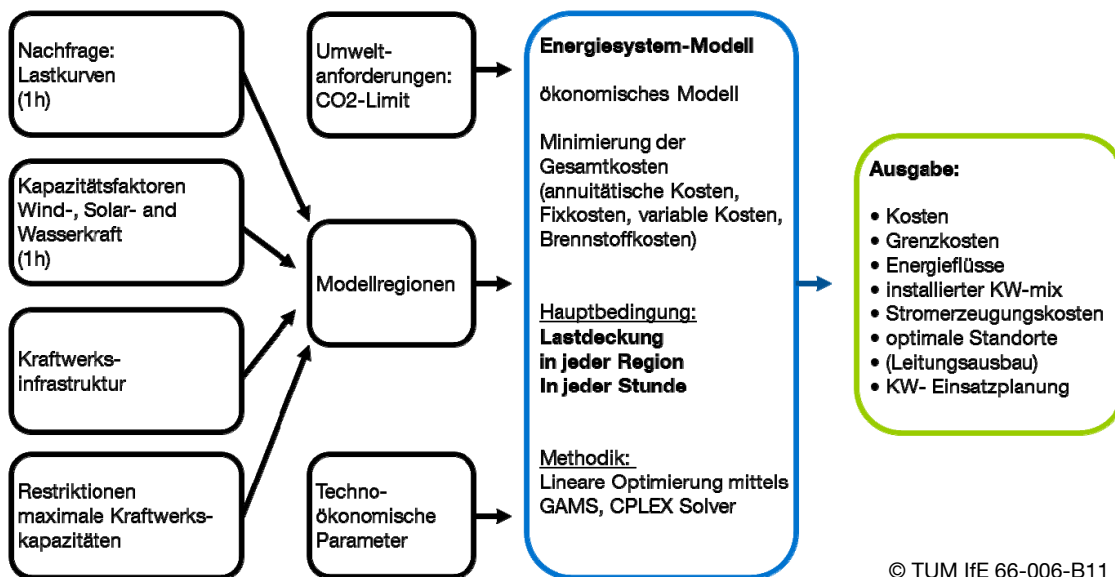 Nachfrage:
Lastkurven
(1h)
Kapazitätsfaktoren
Wind-, Solar- and
Wasserkraft
(1h)
Kraftwerks-
infrastruktur
Restriktionen
maximale Kraftwerks-
kapazitäten
Umwelt-
anforderungen:
CO2-Limit
Modellregionen
Techno-
ökonomische
Parameter
Energiesystem-Modell
ökonomisches Modell
Minimierung der
Gesamtkosten
(annuitätische Kosten,
Fixkosten, variable Kosten,
Brennstoffkosten)
Hauptbedingung:
Lastdeckung
in jeder Region
In jeder Stunde
Methodik:
Lineare Optimierung mittels
GAMS, CPLEX Solver
Ausgabe:
• Kosten
• Grenzkosten
• Energieflüsse
• installierter KW-mix
• Stromerzeugungskosten
• optimale Standorte
• (Leitungsausbau)
• KW- Einsatzplanung
© TUM IfE 66-006-B11